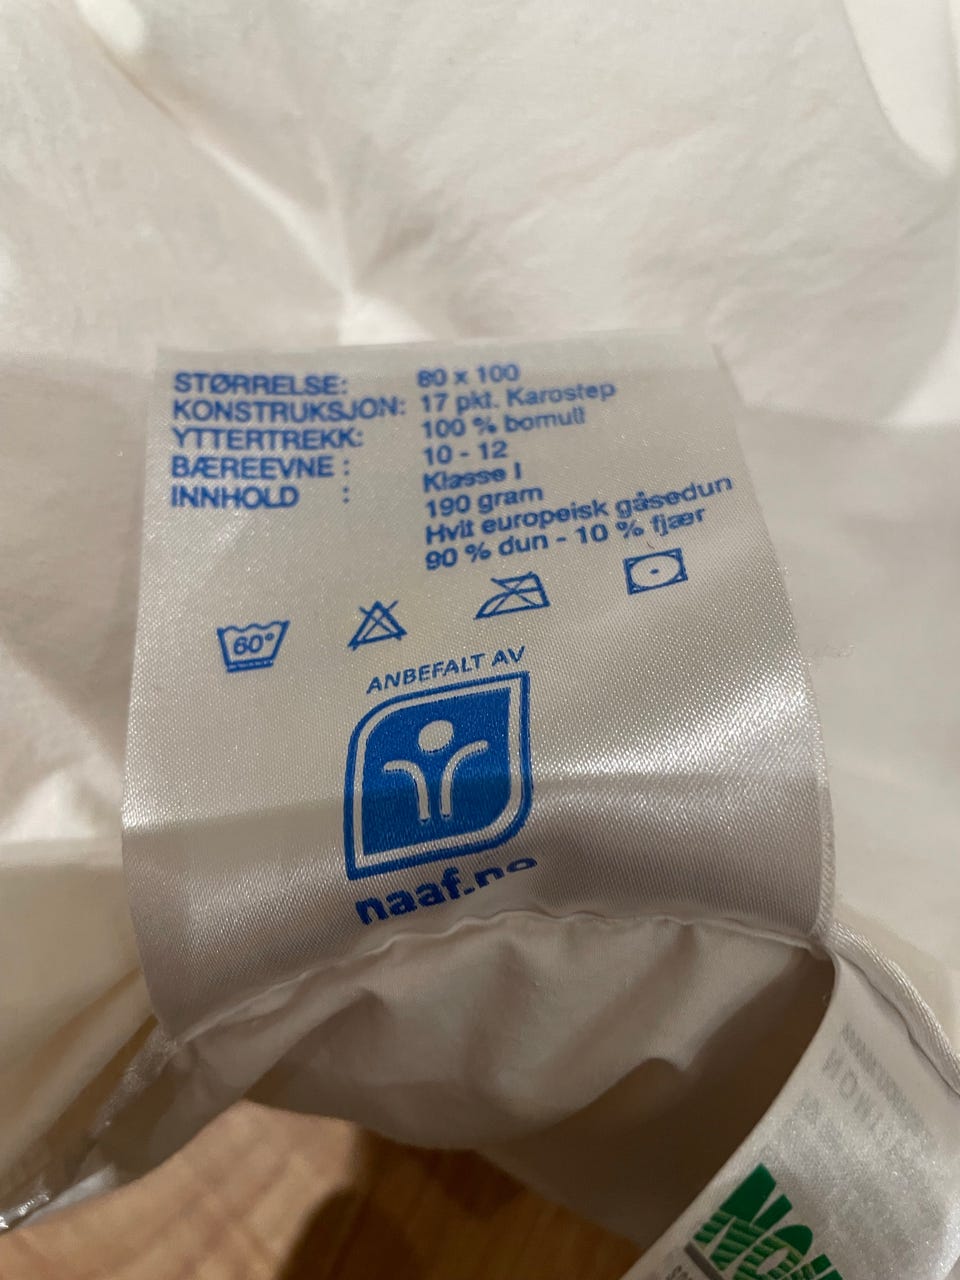 STØRRELSE: 80 x 100
KONSTRUKSJON: 17 pkt. Karostep
YTTERTREKK: 100 % bomull
BÆREEVNE : 10 - 12
INNHOLD : Klasse I
190 gram
Hvit europeisk gåsedun
90 % dun - 10 % fjær
60°
ANBEFALT AV
naaf.no